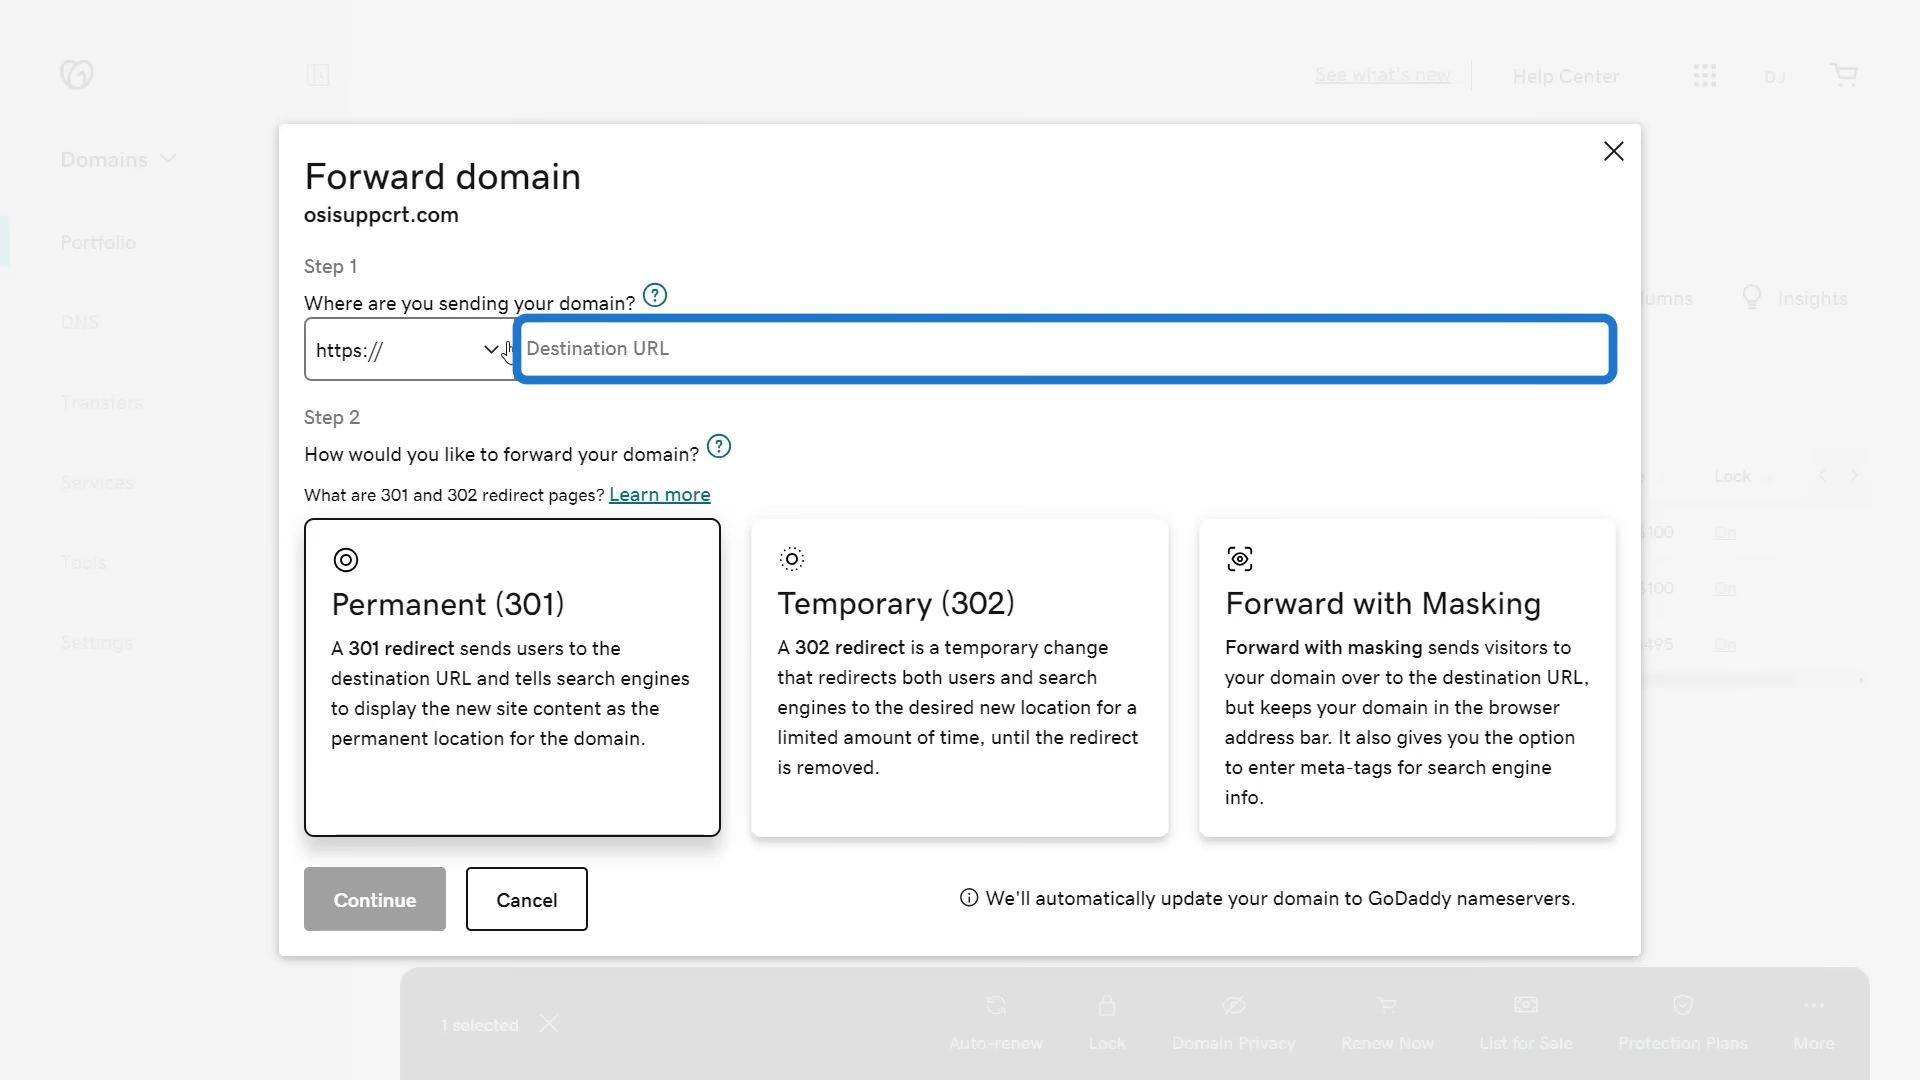 See what's new
Help Center
DJ
Domains
Portfolio
DNS
Transfers
Services
Tools
Settings
Forward domain
osisuppcrt.com
Step 1
Where are you sending your domain?
https://
Destination URL
Step 2
How would you like to forward your domain?
What are 301 and 302 redirect pages? Learn more
Permanent (301)
A 301 redirect sends users to the
destination URL and tells search engines
to display the new site content as the
permanent location for the domain.
Temporary (302)
A 302 redirect is a temporary change
that redirects both users and search
engines to the desired new location for a
limited amount of time, until the redirect
is removed.
Forward with Masking
Forward with masking sends visitors to
your domain over to the destination URL,
but keeps your domain in the browser
address bar. It also gives you the option
to enter meta-tags for search engine
info.
Continue
Cancel
We'll automatically update your domain to GoDaddy nameservers.
Insights
Lock
On
On
On
1 selected
Auto-renew
Lock
Domain Privacy
Renew Now
List for Sale
Protection Plans
More